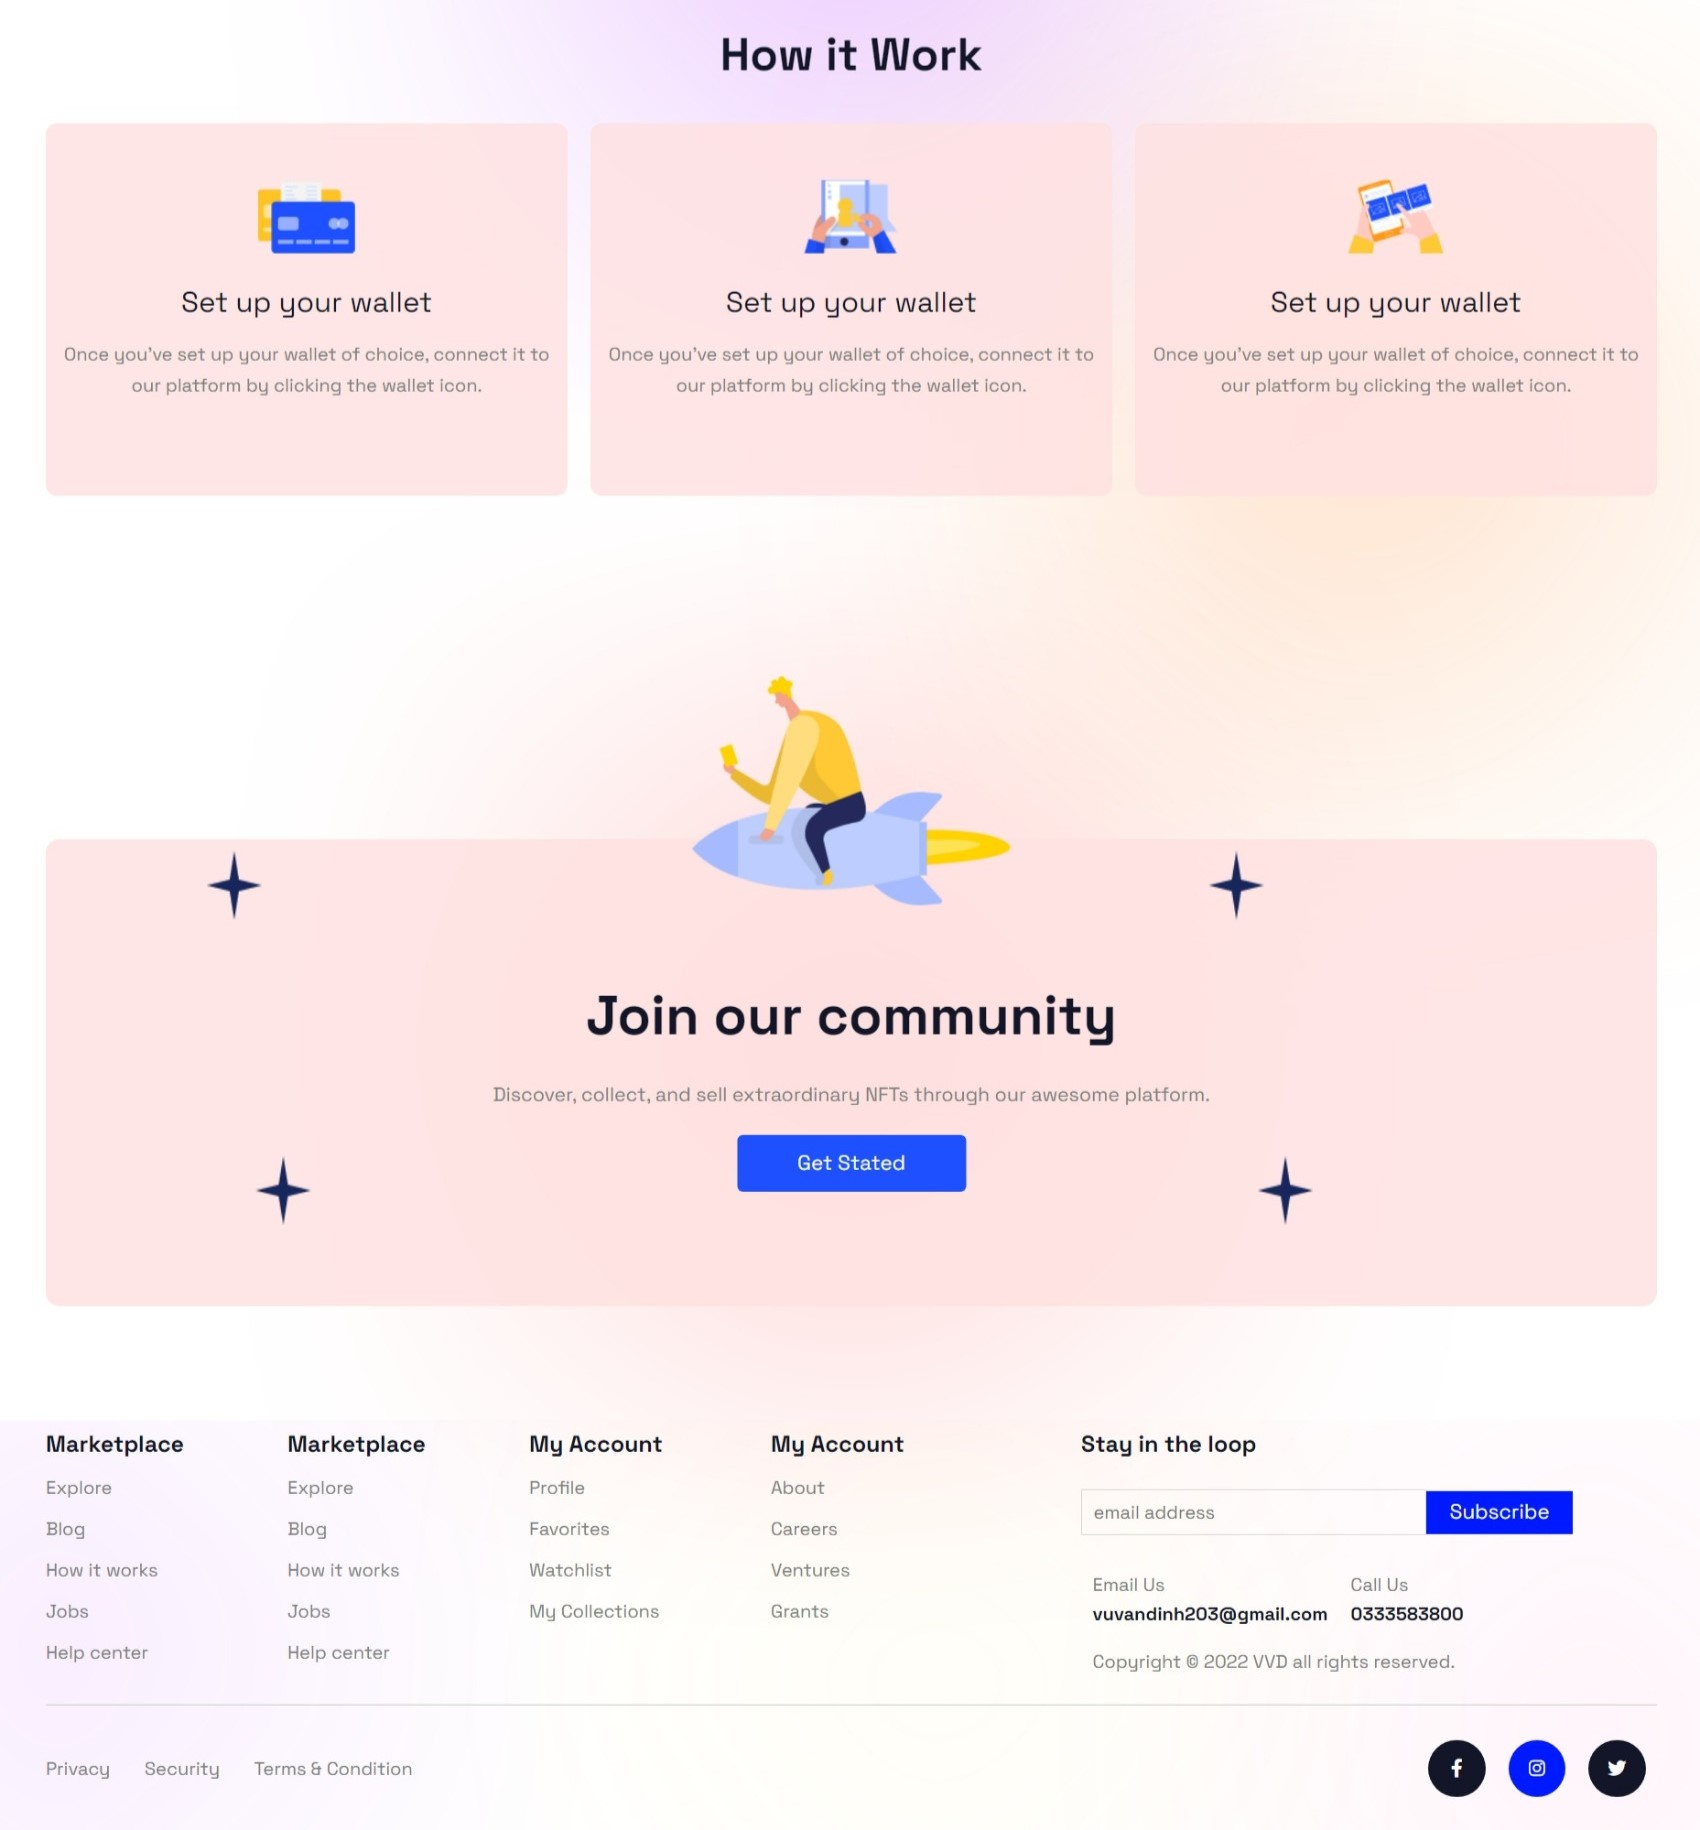 How it Work
Set up your wallet
Once you've set up your wallet of choice, connect it to
our platform by clicking the wallet icon.
Set up your wallet
Once you've set up your wallet of choice, connect it to
our platform by clicking the wallet icon.
Set up your wallet
Once you've set up your wallet of choice, connect it to
our platform by clicking the wallet icon.
Join our community
Discover, collect, and sell extraordinary NFTs through our awesome platform.
Get Stated
Marketplace
Explore
Blog
How it works
Jobs
Help center
Marketplace
Explore
Blog
How it works
Jobs
Help center
My Account
Profile
Favorites
Watchlist
My Collections
My Account
About
Careers
Ventures
Grants
Stay in the loop
email address
Subscribe
Email Us
vuvandinh203@gmail.com
Call Us
0333583800
Copyright © 2022 VVD all rights reserved.
Privacy
Security
Terms & Condition